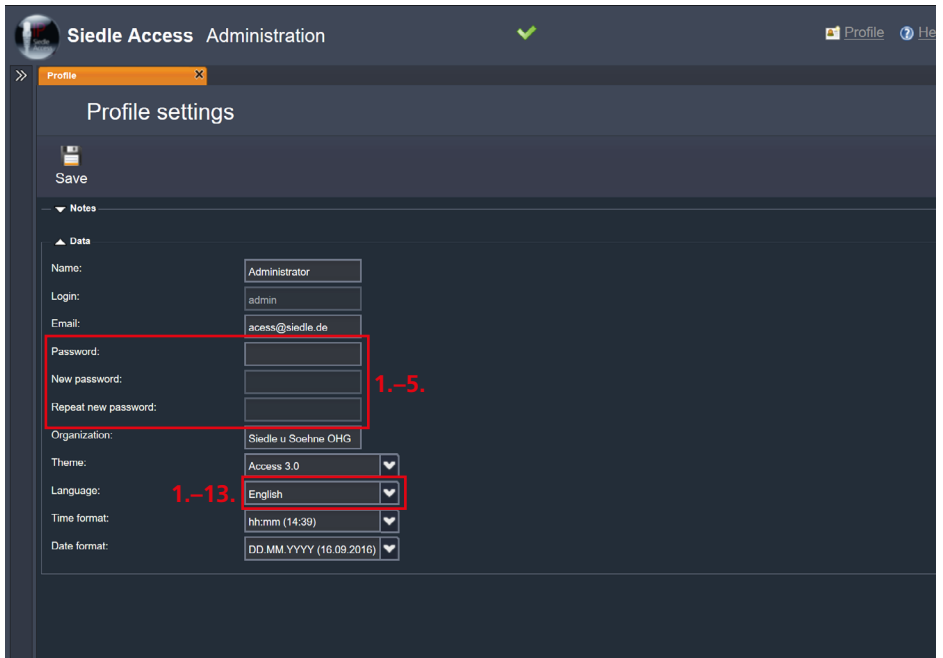 Siedle Access Administration
Profile He
Profile
Profile settings
Save
Notes
Data
Name: Administrator
Login: admin
Email: acess@siedle.de
Password:
New password: 1.–5.
Repeat new password:
Organization: Siedle u Soehne OHG
Theme: Access 3.0
Language: 1.–13. English
Time format: hh:mm (14:39)
Date format: DD.MM.YYYY (16.09.2016)